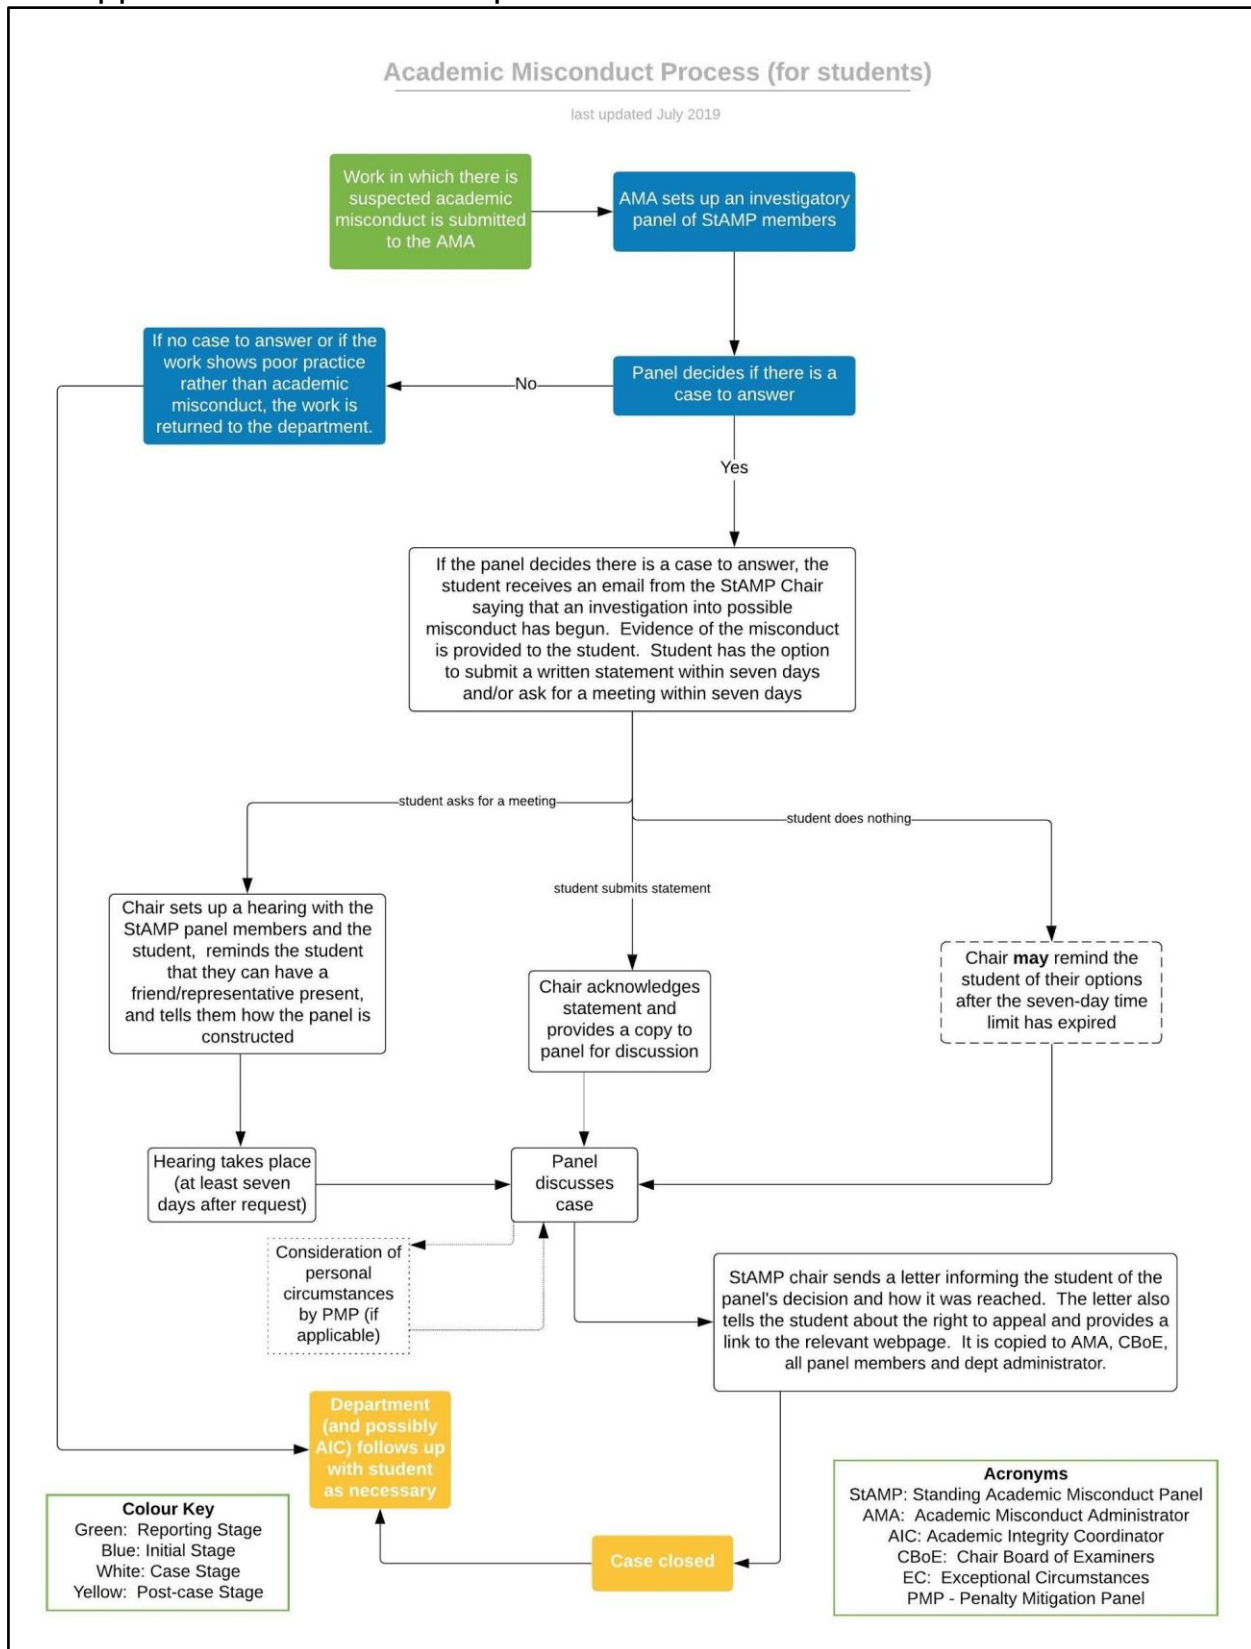 Academic Misconduct Process (for students)
last updated July 2019
Work in which there is
suspected academic
misconduct is submitted
to the AMA
AMA sets up an investigatory
panel of StAMP members
If no case to answer or if the
work shows poor practice
rather than academic
misconduct, the work is
returned to the department.
No
Panel decides if there is a
case to answer
Yes
If the panel decides there is a case to answer, the
student receives an email from the StAMP Chair
saying that an investigation into possible
misconduct has begun. Evidence of the misconduct
is provided to the student. Student has the option
to submit a written statement within seven days
and/or ask for a meeting within seven days
student asks for a meeting
student does nothing
student submits statement
Chair sets up a hearing with the
StAMP panel members and the
student, reminds the student
that they can have a
friend/representative present,
and tells them how the panel is
constructed
Chair acknowledges
statement and
provides a copy to
panel for discussion
Chair may remind the
student of their options
after the seven-day time
limit has expired
Hearing takes place
(at least seven
days after request)
Panel
discusses
case
Consideration of
personal
circumstances
by PMP (if
applicable)
StAMP chair sends a letter informing the student of the
panel's decision and how it was reached. The letter also
tells the student about the right to appeal and provides a
link to the relevant webpage. It is copied to AMA, CBoE,
all panel members and dept administrator.
Department
(and possibly
AIC) follows up
with student
as necessary
Case closed
Colour Key
Green: Reporting Stage
Blue: Initial Stage
White: Case Stage
Yellow: Post-case Stage
Acronyms
StAMP: Standing Academic Misconduct Panel
AMA: Academic Misconduct Administrator
AIC: Academic Integrity Coordinator
CBoE: Chair Board of Examiners
EC: Exceptional Circumstances
PMP - Penalty Mitigation Panel